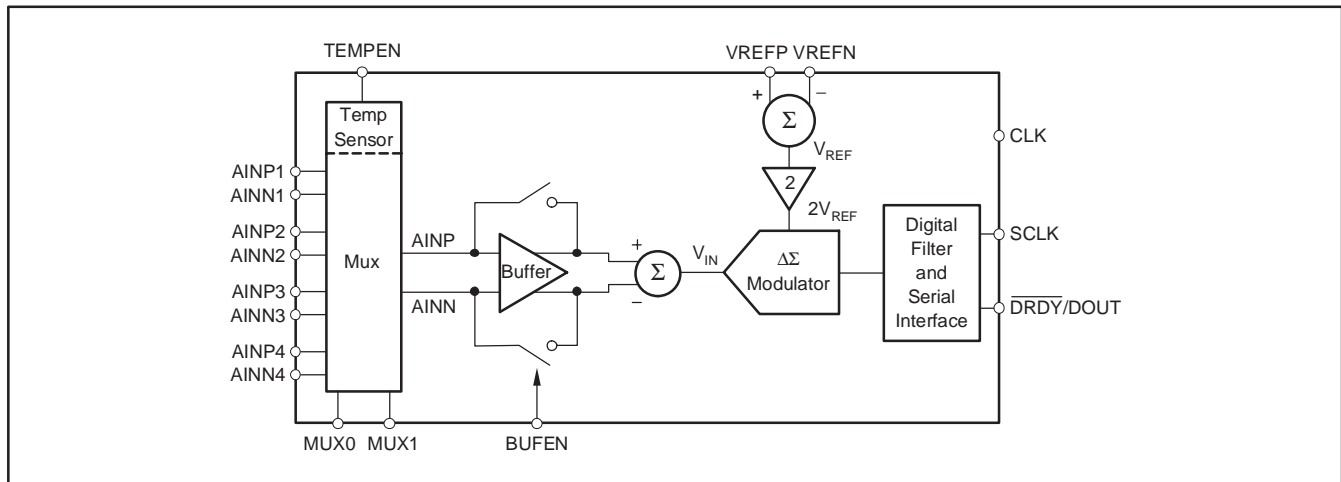 TEMPEN
VREFP VREFN
Temp
Sensor
+
−
Σ
V_REF
2
2V_REF
CLK
AINP1
AINN1
AINP2
AINN2
AINP3
AINN3
AINP4
AINN4
Mux
AINP
AINN
Buffer
+
−
Σ
V_IN
ΔΣ
Modulator
Digital
Filter
and
Serial
Interface
SCLK
DRDY/DOUT
MUX0 MUX1
BUFEN